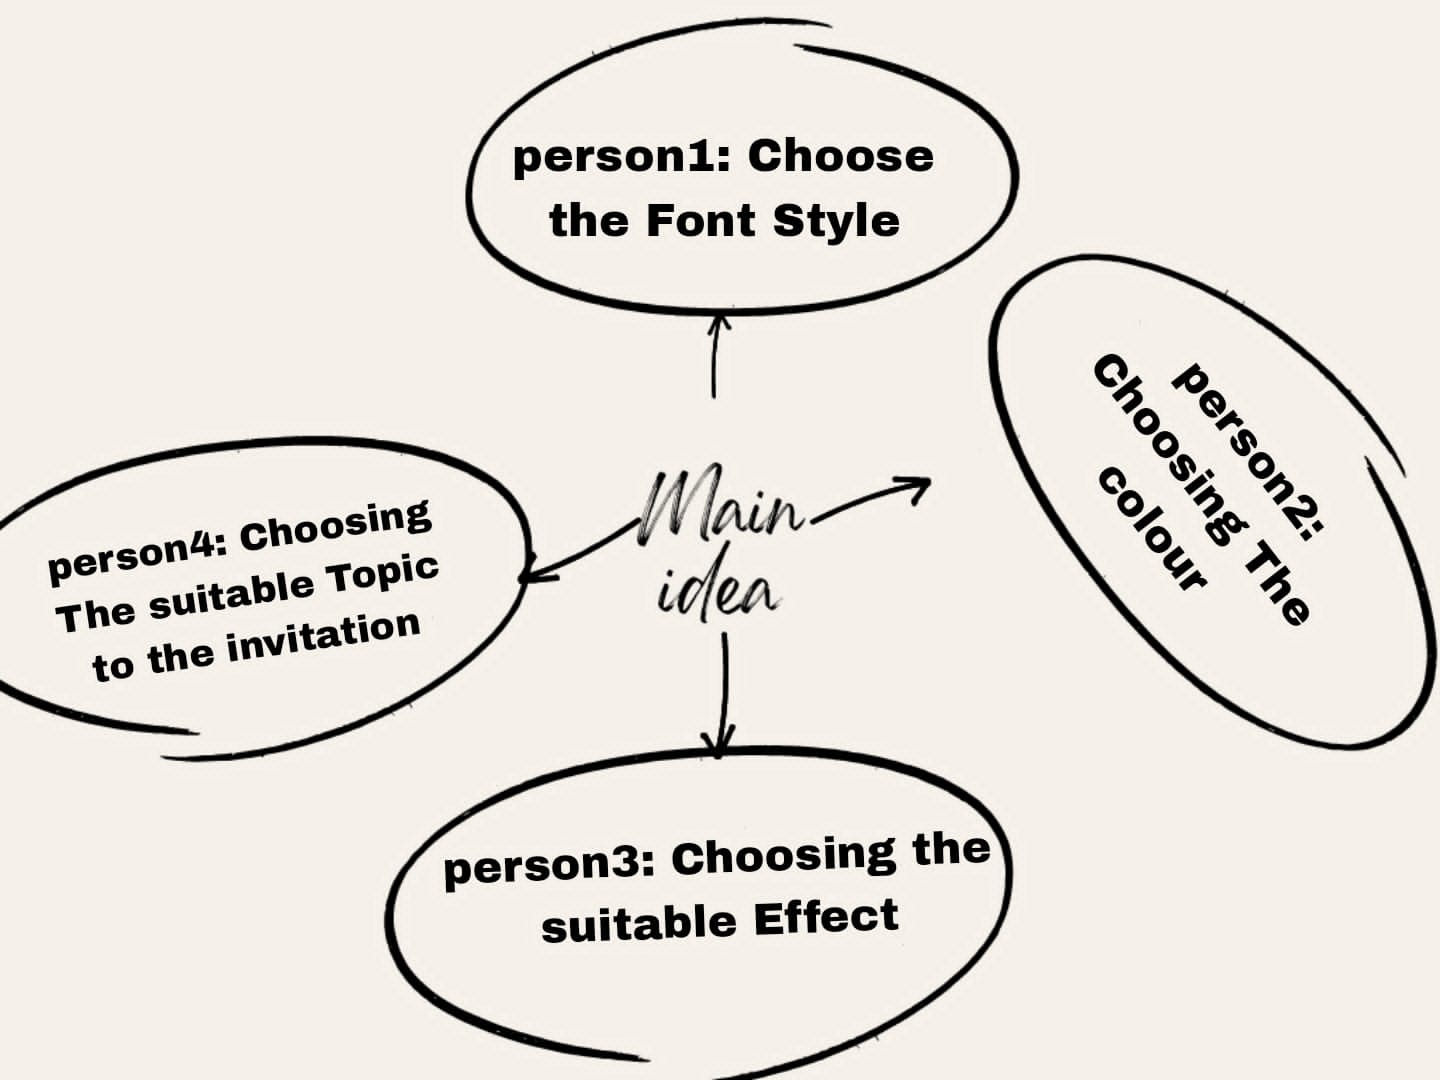 person1: Choose
the Font Style
person2:
Choosing The
colour
Main
idea
person4: Choosing
The suitable Topic
to the invitation
person3: Choosing the
suitable Effect